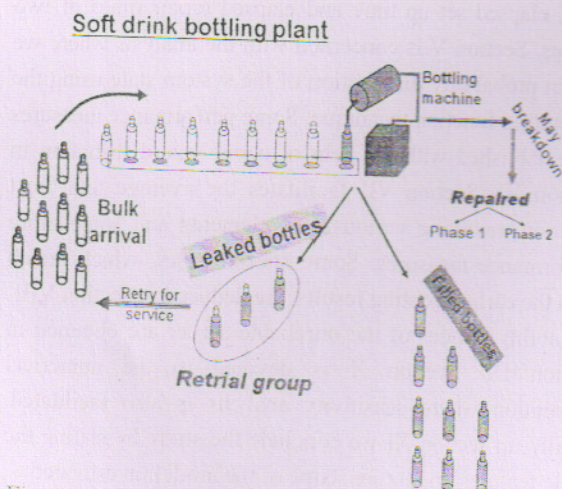 Soft drink bottling plant
Bottling
machine
May
breakdown
Repaired
Phase 1 Phase 2
Bulk
arrival
Leaked bottles
Filled bottles
Retry for
service
Retrial group